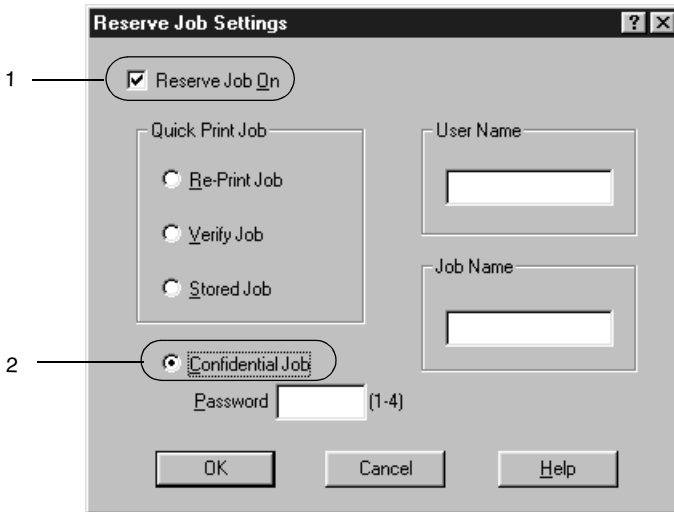 Reserve Job Settings
1
Reserve Job On
Quick Print Job
Re-Print Job
Verify Job
Stored Job
User Name
Job Name
2
Confidential Job
Password
(1-4)
OK
Cancel
Help